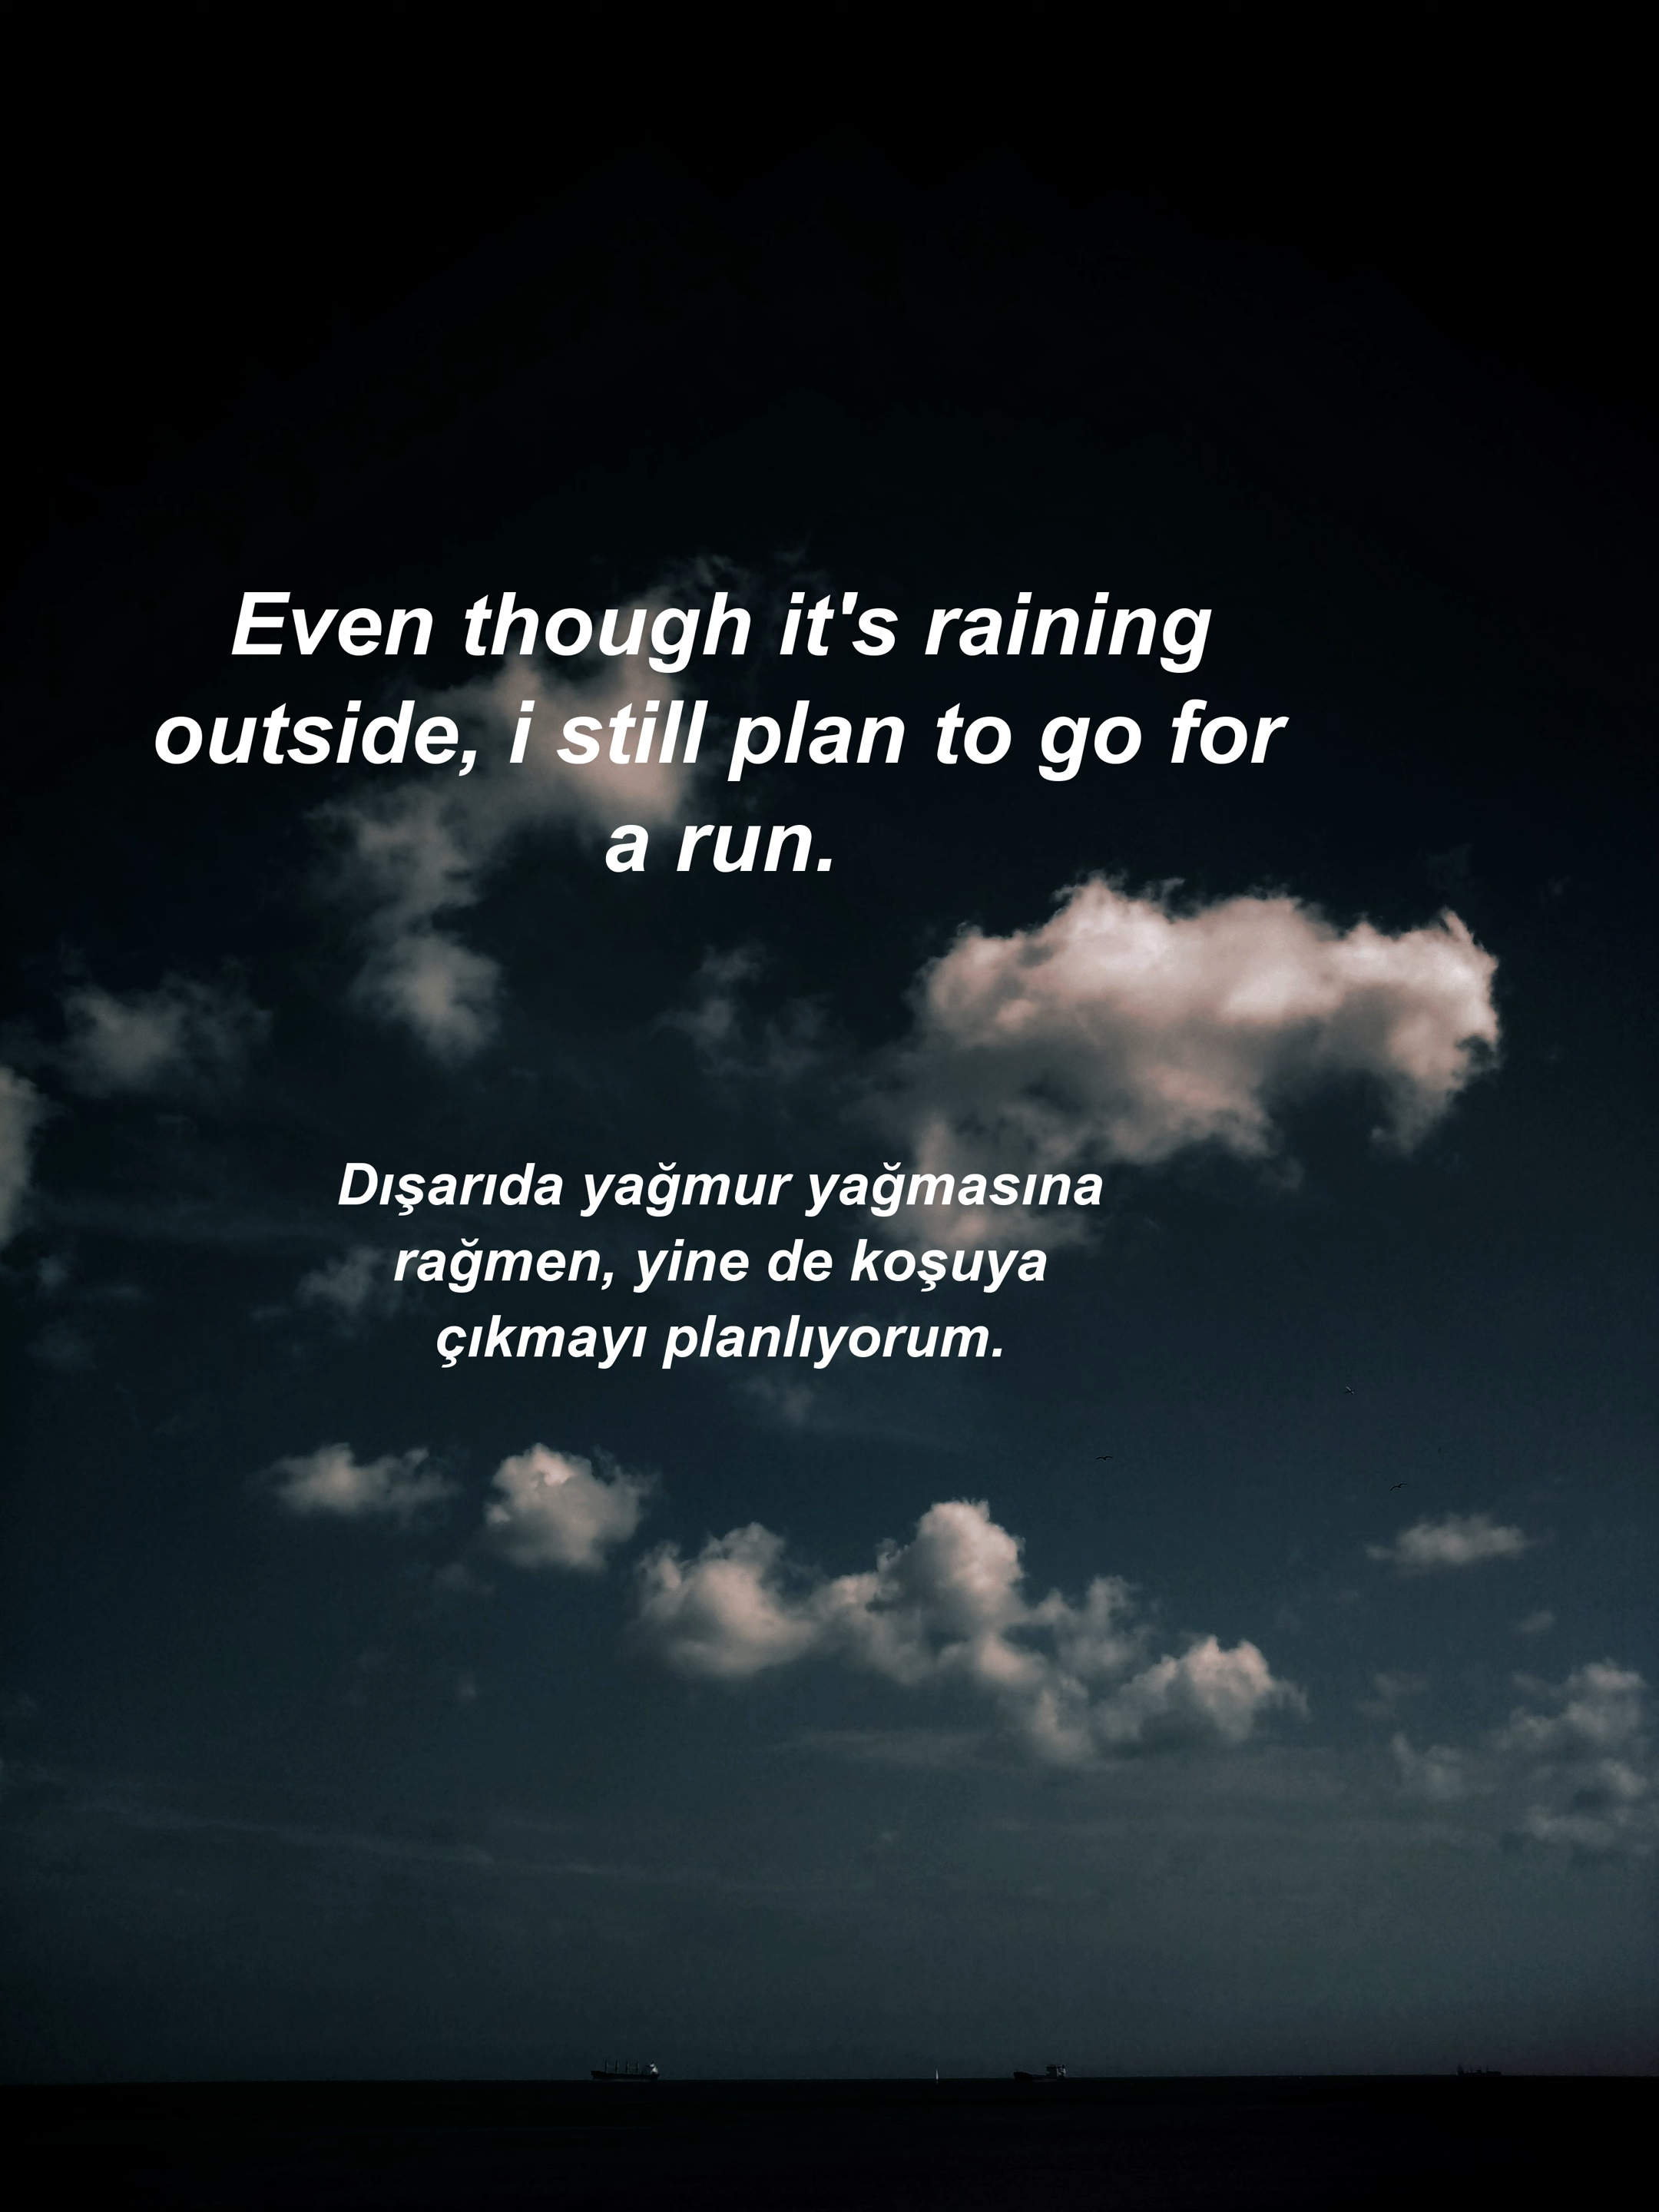 Even though it's raining
outside, i still plan to go for
a run.
Dışarıda yağmur yağmasına
rağmen, yine de koşuya
çıkmayı planlıyorum.